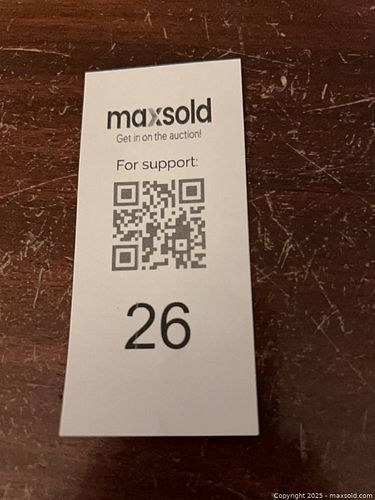 maxsold
Get in on the auction!
For support:
26
Copyright 2025 - maxsold.com